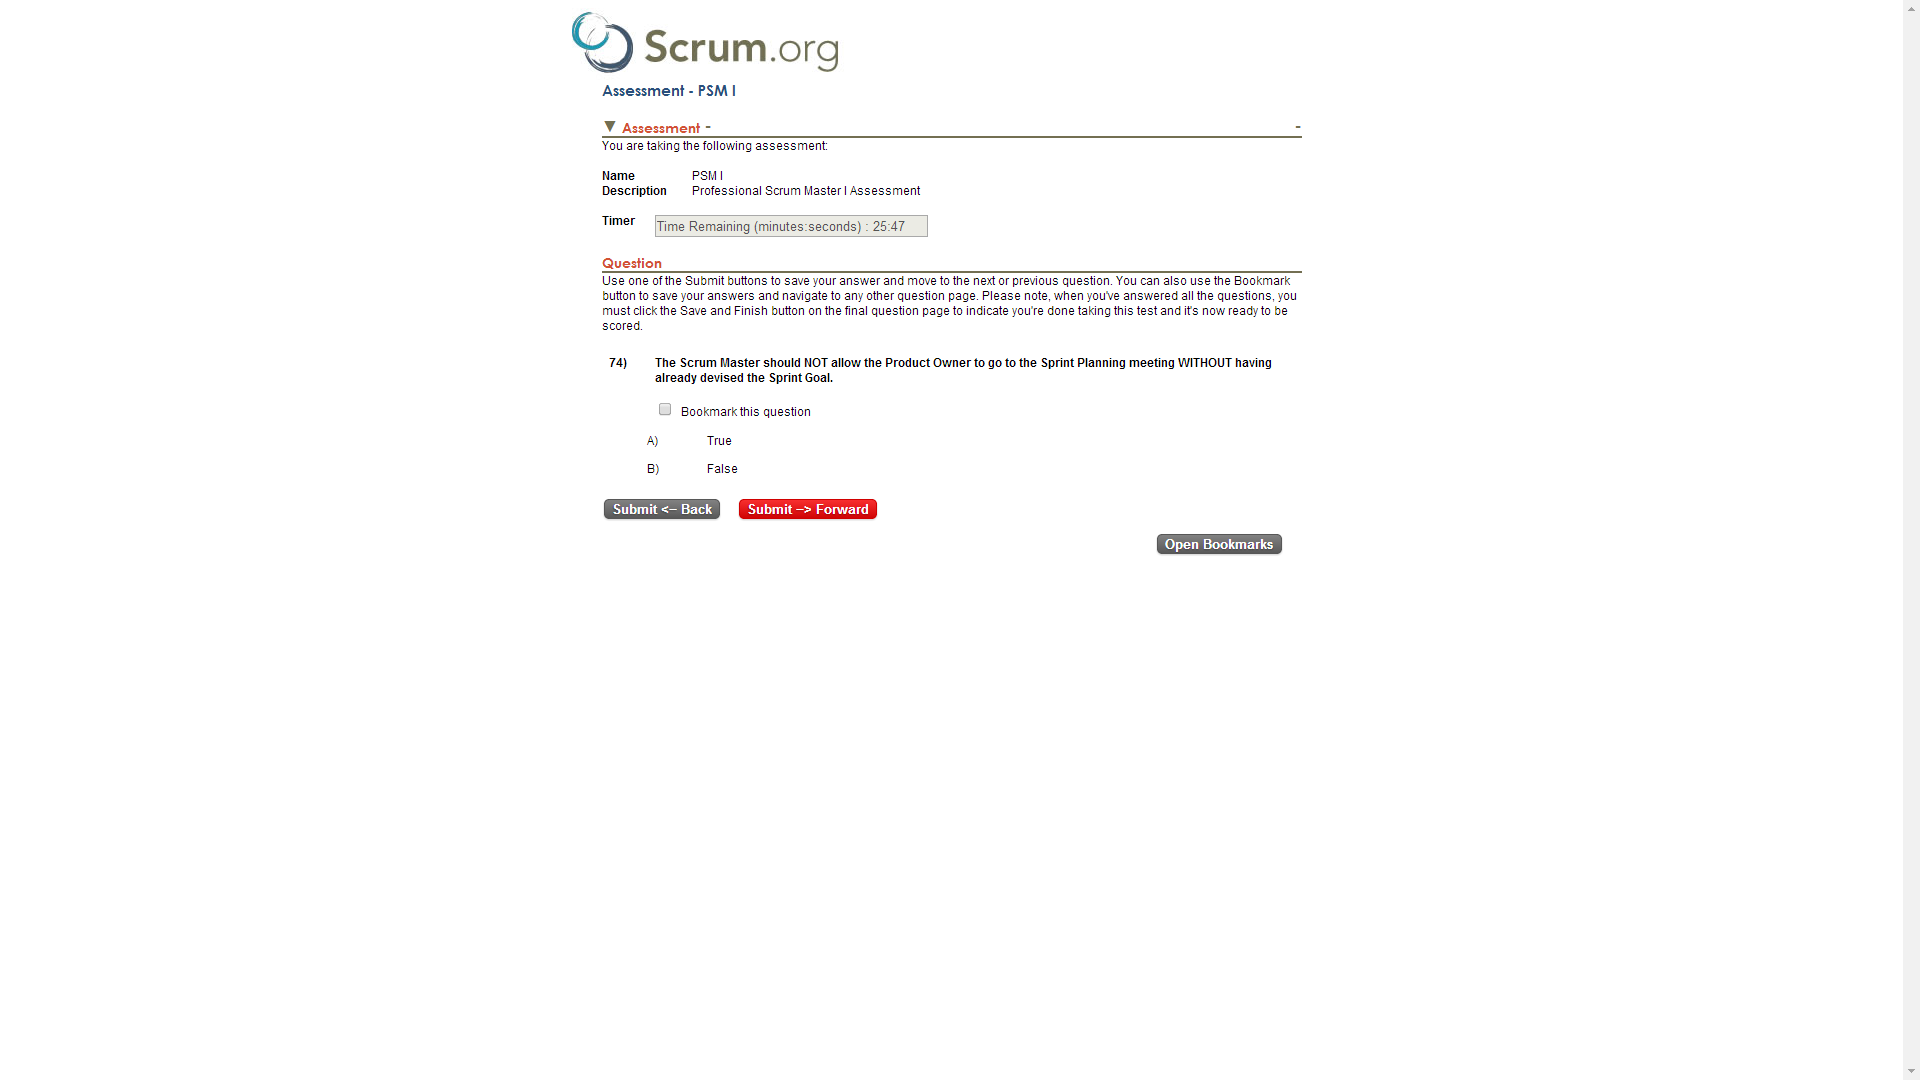 Scrum.org
Assessment - PSM I
▼ Assessment - -
You are taking the following assessment:
Name PSM I
Description Professional Scrum Master I Assessment
Timer Time Remaining (minutes:seconds) : 25:47
Question
Use one of the Submit buttons to save your answer and move to the next or previous question. You can also use the Bookmark
button to save your answers and navigate to any other question page. Please note, when you've answered all the questions, you
must click the Save and Finish button on the final question page to indicate you're done taking this test and it's now ready to be
scored.
74) The Scrum Master should NOT allow the Product Owner to go to the Sprint Planning meeting WITHOUT having
already devised the Sprint Goal.
Bookmark this question
A) True
B) False
Submit <-- Back Submit --> Forward
Open Bookmarks